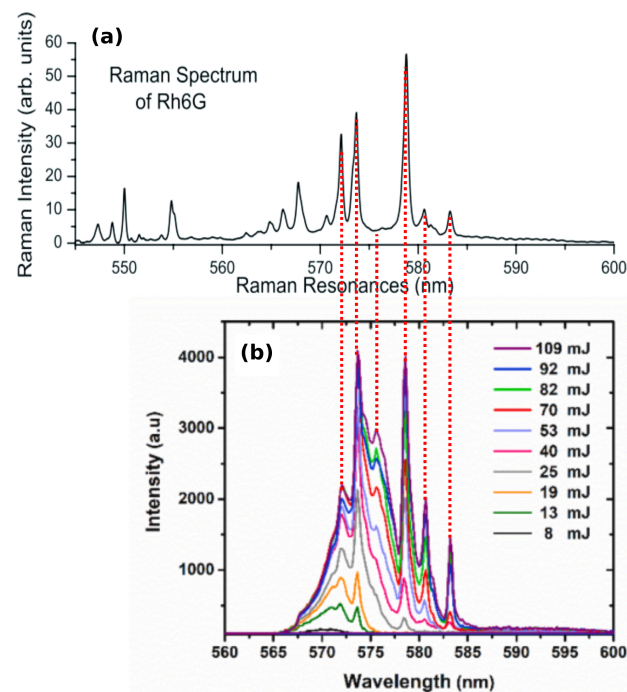 (a)
Raman Spectrum
of Rh6G
Raman Intensity (arb. units)
60
50
40
30
20
10
0
550
560
570
580
590
600
Raman Resonances (nm)
(b)
109 mJ
92 mJ
82 mJ
70 mJ
53 mJ
40 mJ
25 mJ
19 mJ
13 mJ
8 mJ
Intensity (a.u)
4000
3000
2000
1000
560
565
570
575
580
585
590
595
600
Wavelength (nm)